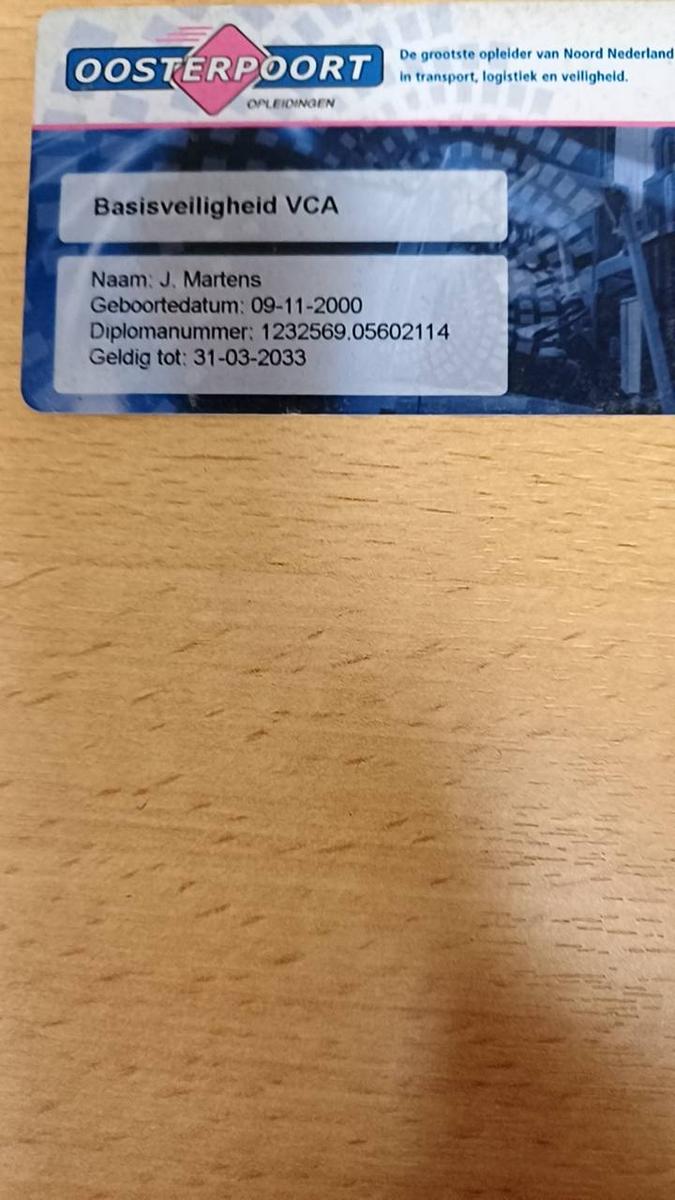 OOSTERPOORT
OPLEIDINGEN
De grootste opleider van Noord Nederland
in transport, logistiek en veiligheid.
Basisveiligheid VCA
Naam: J. Martens
Geboortedatum: 09-11-2000
Diplomanummer: 1232569.05602114
Geldig tot: 31-03-2033